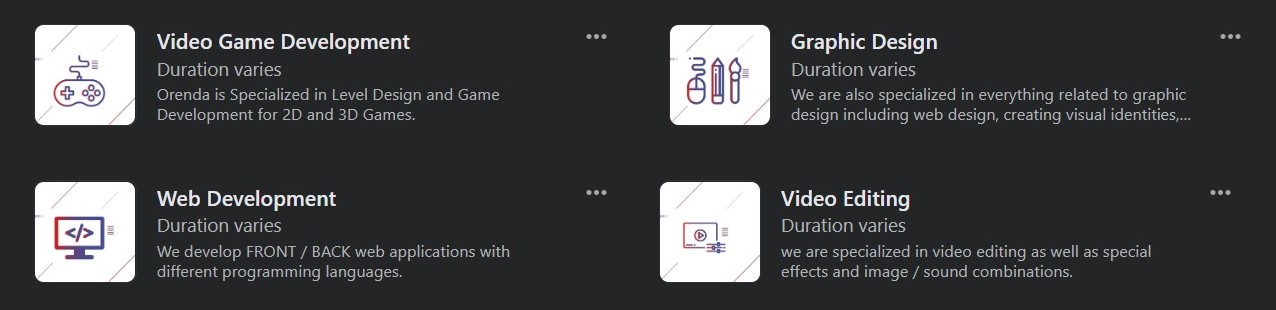 Video Game Development
Duration varies
Orenda is Specialized in Level Design and Game
Development for 2D and 3D Games.
Graphic Design
Duration varies
We are also specialized in everything related to graphic
design including web design, creating visual identities,...
Web Development
Duration varies
We develop FRONT / BACK web applications with
different programming languages.
Video Editing
Duration varies
we are specialized in video editing as well as special
effects and image / sound combinations.